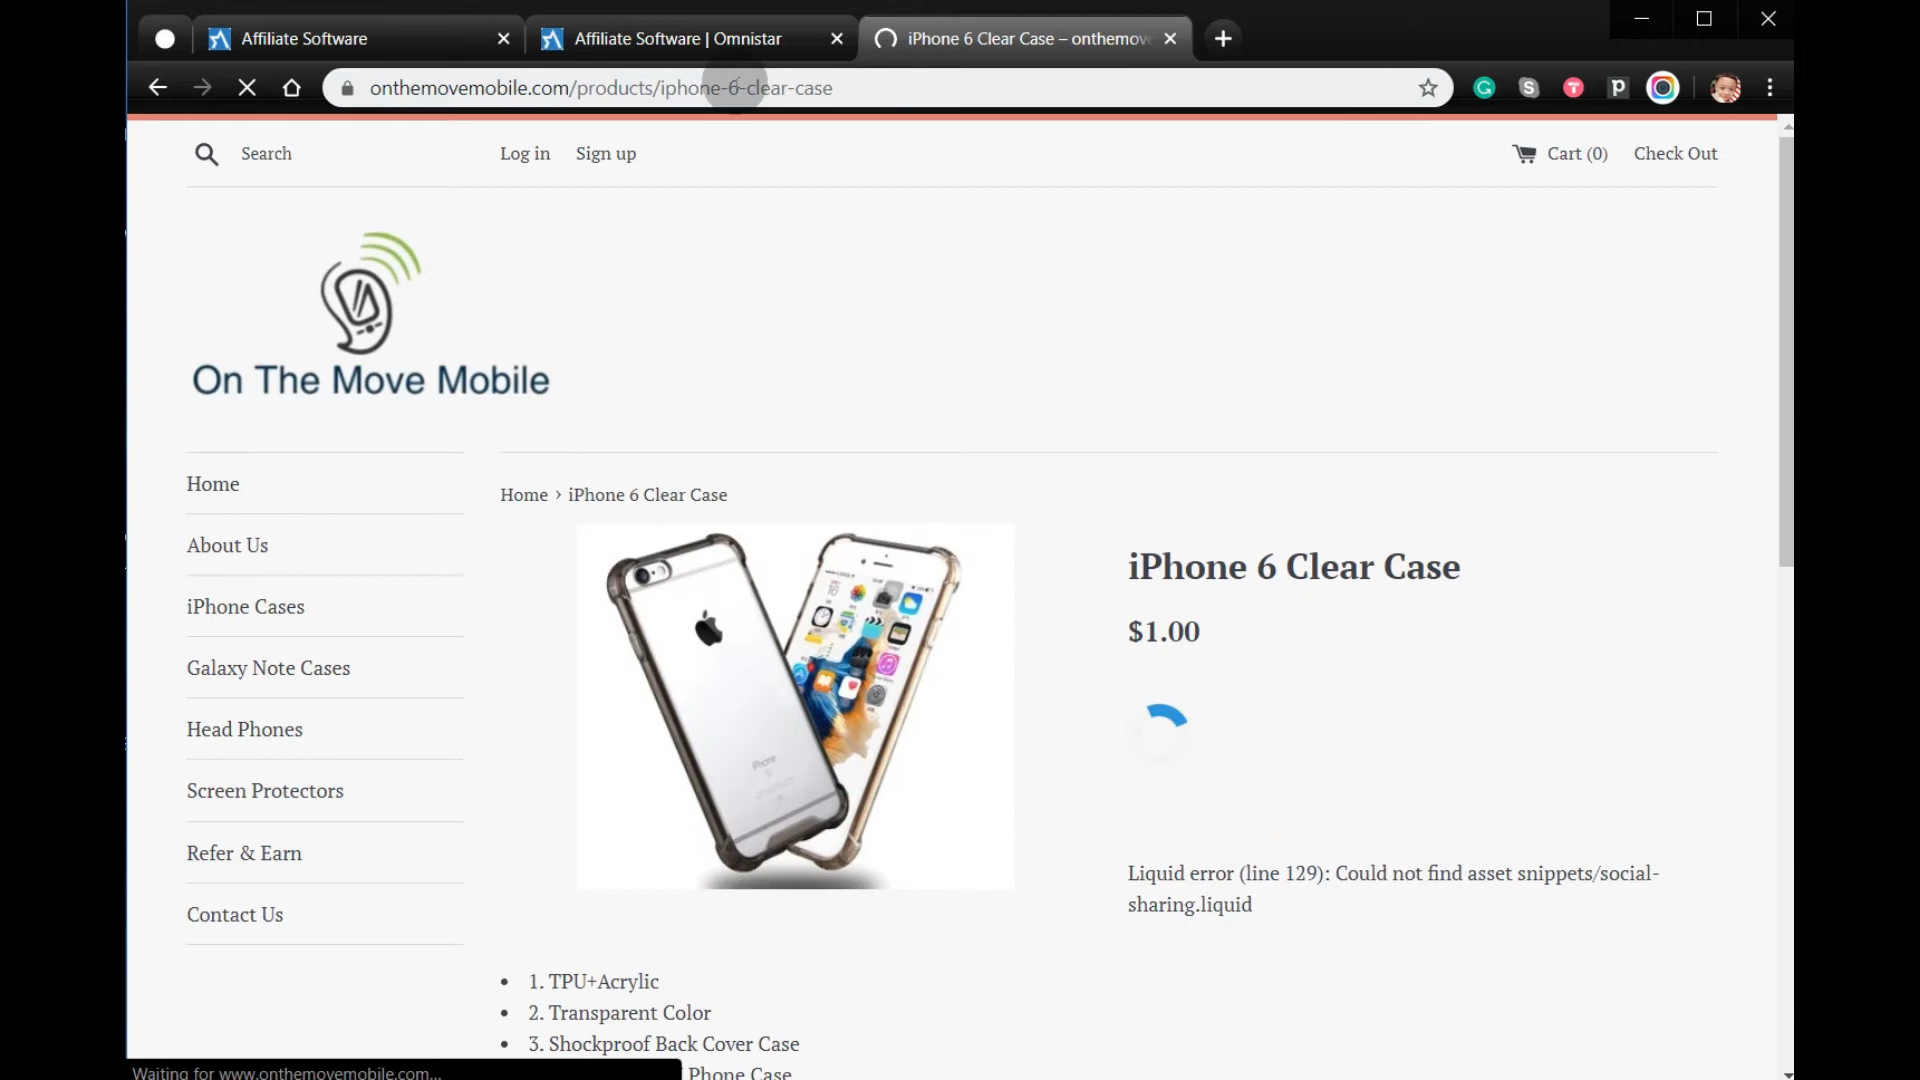 Affiliate Software
Affiliate Software | Omnistar
iPhone 6 Clear Case – onthemov
onthemovemobile.com/products/iphone-6-clear-case
Search
Log in
Sign up
Cart (0)
Check Out
On The Move Mobile
Home
About Us
iPhone Cases
Galaxy Note Cases
Head Phones
Screen Protectors
Refer & Earn
Contact Us
Home › iPhone 6 Clear Case
iPhone
iPhone 6 Clear Case
$1.00
Liquid error (line 129): Could not find asset snippets/social-
sharing.liquid
• 1. TPU+Acrylic
• 2. Transparent Color
• 3. Shockproof Back Cover Case
Phone Case
Waiting for www.onthemovemobile.com...